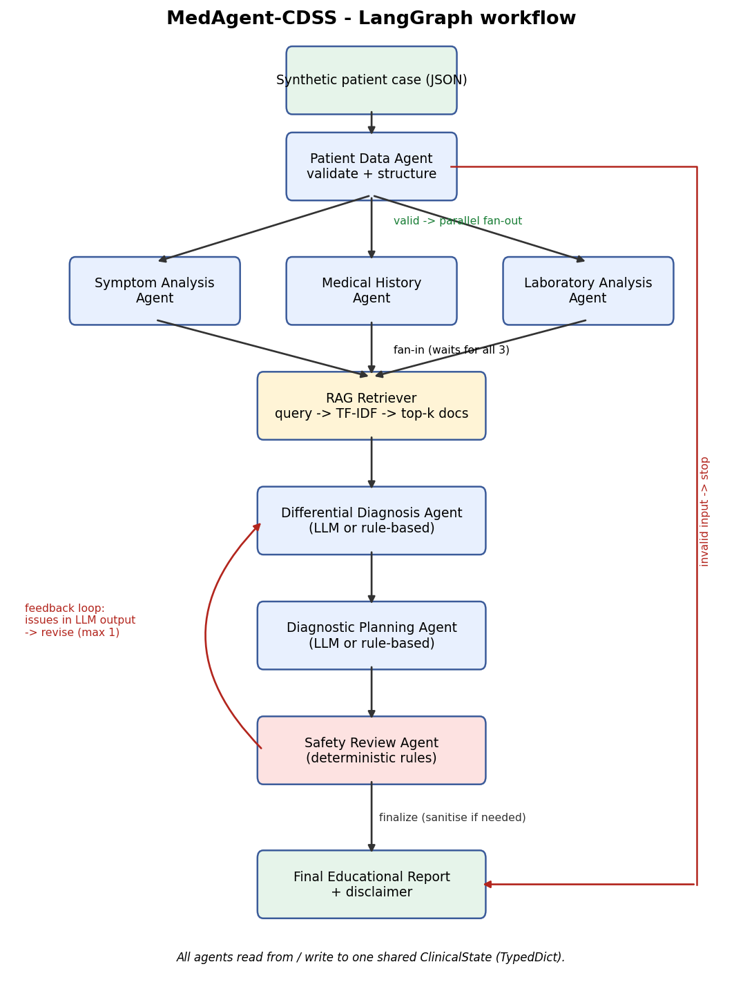 MedAgent-CDSS - LangGraph workflow
Synthetic patient case (JSON)
Patient Data Agent
validate + structure
valid -> parallel fan-out
Symptom Analysis
Agent
Medical History
Agent
Laboratory Analysis
Agent
fan-in (waits for all 3)
RAG Retriever
query -> TF-IDF -> top-k docs
invalid input -> stop
Differential Diagnosis Agent
(LLM or rule-based)
feedback loop:
issues in LLM output
-> revise (max 1)
Diagnostic Planning Agent
(LLM or rule-based)
Safety Review Agent
(deterministic rules)
finalize (sanitise if needed)
Final Educational Report
+ disclaimer
All agents read from / write to one shared ClinicalState (TypedDict).